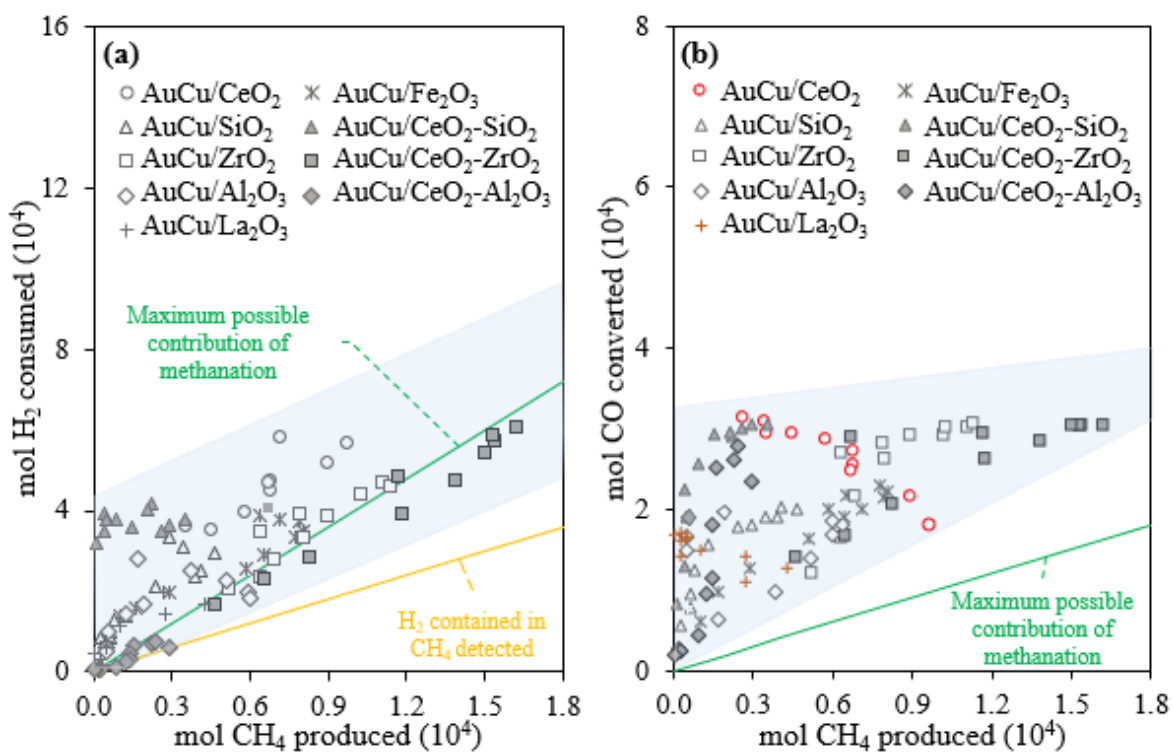 (a)
AuCu/CeO₂
AuCu/Fe₂O₃
AuCu/SiO₂
AuCu/CeO₂-SiO₂
AuCu/ZrO₂
AuCu/CeO₂-ZrO₂
AuCu/Al₂O₃
AuCu/CeO₂-Al₂O₃
AuCu/La₂O₃
Maximum possible
contribution of
methanation
H₂ contained in
CH₄ detected
mol H₂ consumed (10⁴)
16
12
8
4
0
0.0 0.3 0.6 0.9 1.2 1.5 1.8
mol CH₄ produced (10⁴)
(b)
AuCu/CeO₂
AuCu/Fe₂O₃
AuCu/SiO₂
AuCu/CeO₂-SiO₂
AuCu/ZrO₂
AuCu/CeO₂-ZrO₂
AuCu/Al₂O₃
AuCu/CeO₂-Al₂O₃
AuCu/La₂O₃
Maximum possible
contribution of
methanation
mol CO converted (10⁴)
8
6
4
2
0
0.0 0.3 0.6 0.9 1.2 1.5 1.8
mol CH₄ produced (10⁴)